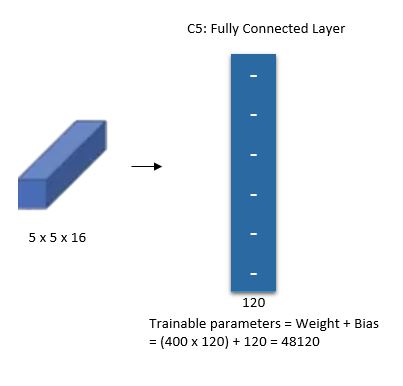 C5: Fully Connected Layer
5 x 5 x 16
120
Trainable parameters = Weight + Bias
= (400 x 120) + 120 = 48120